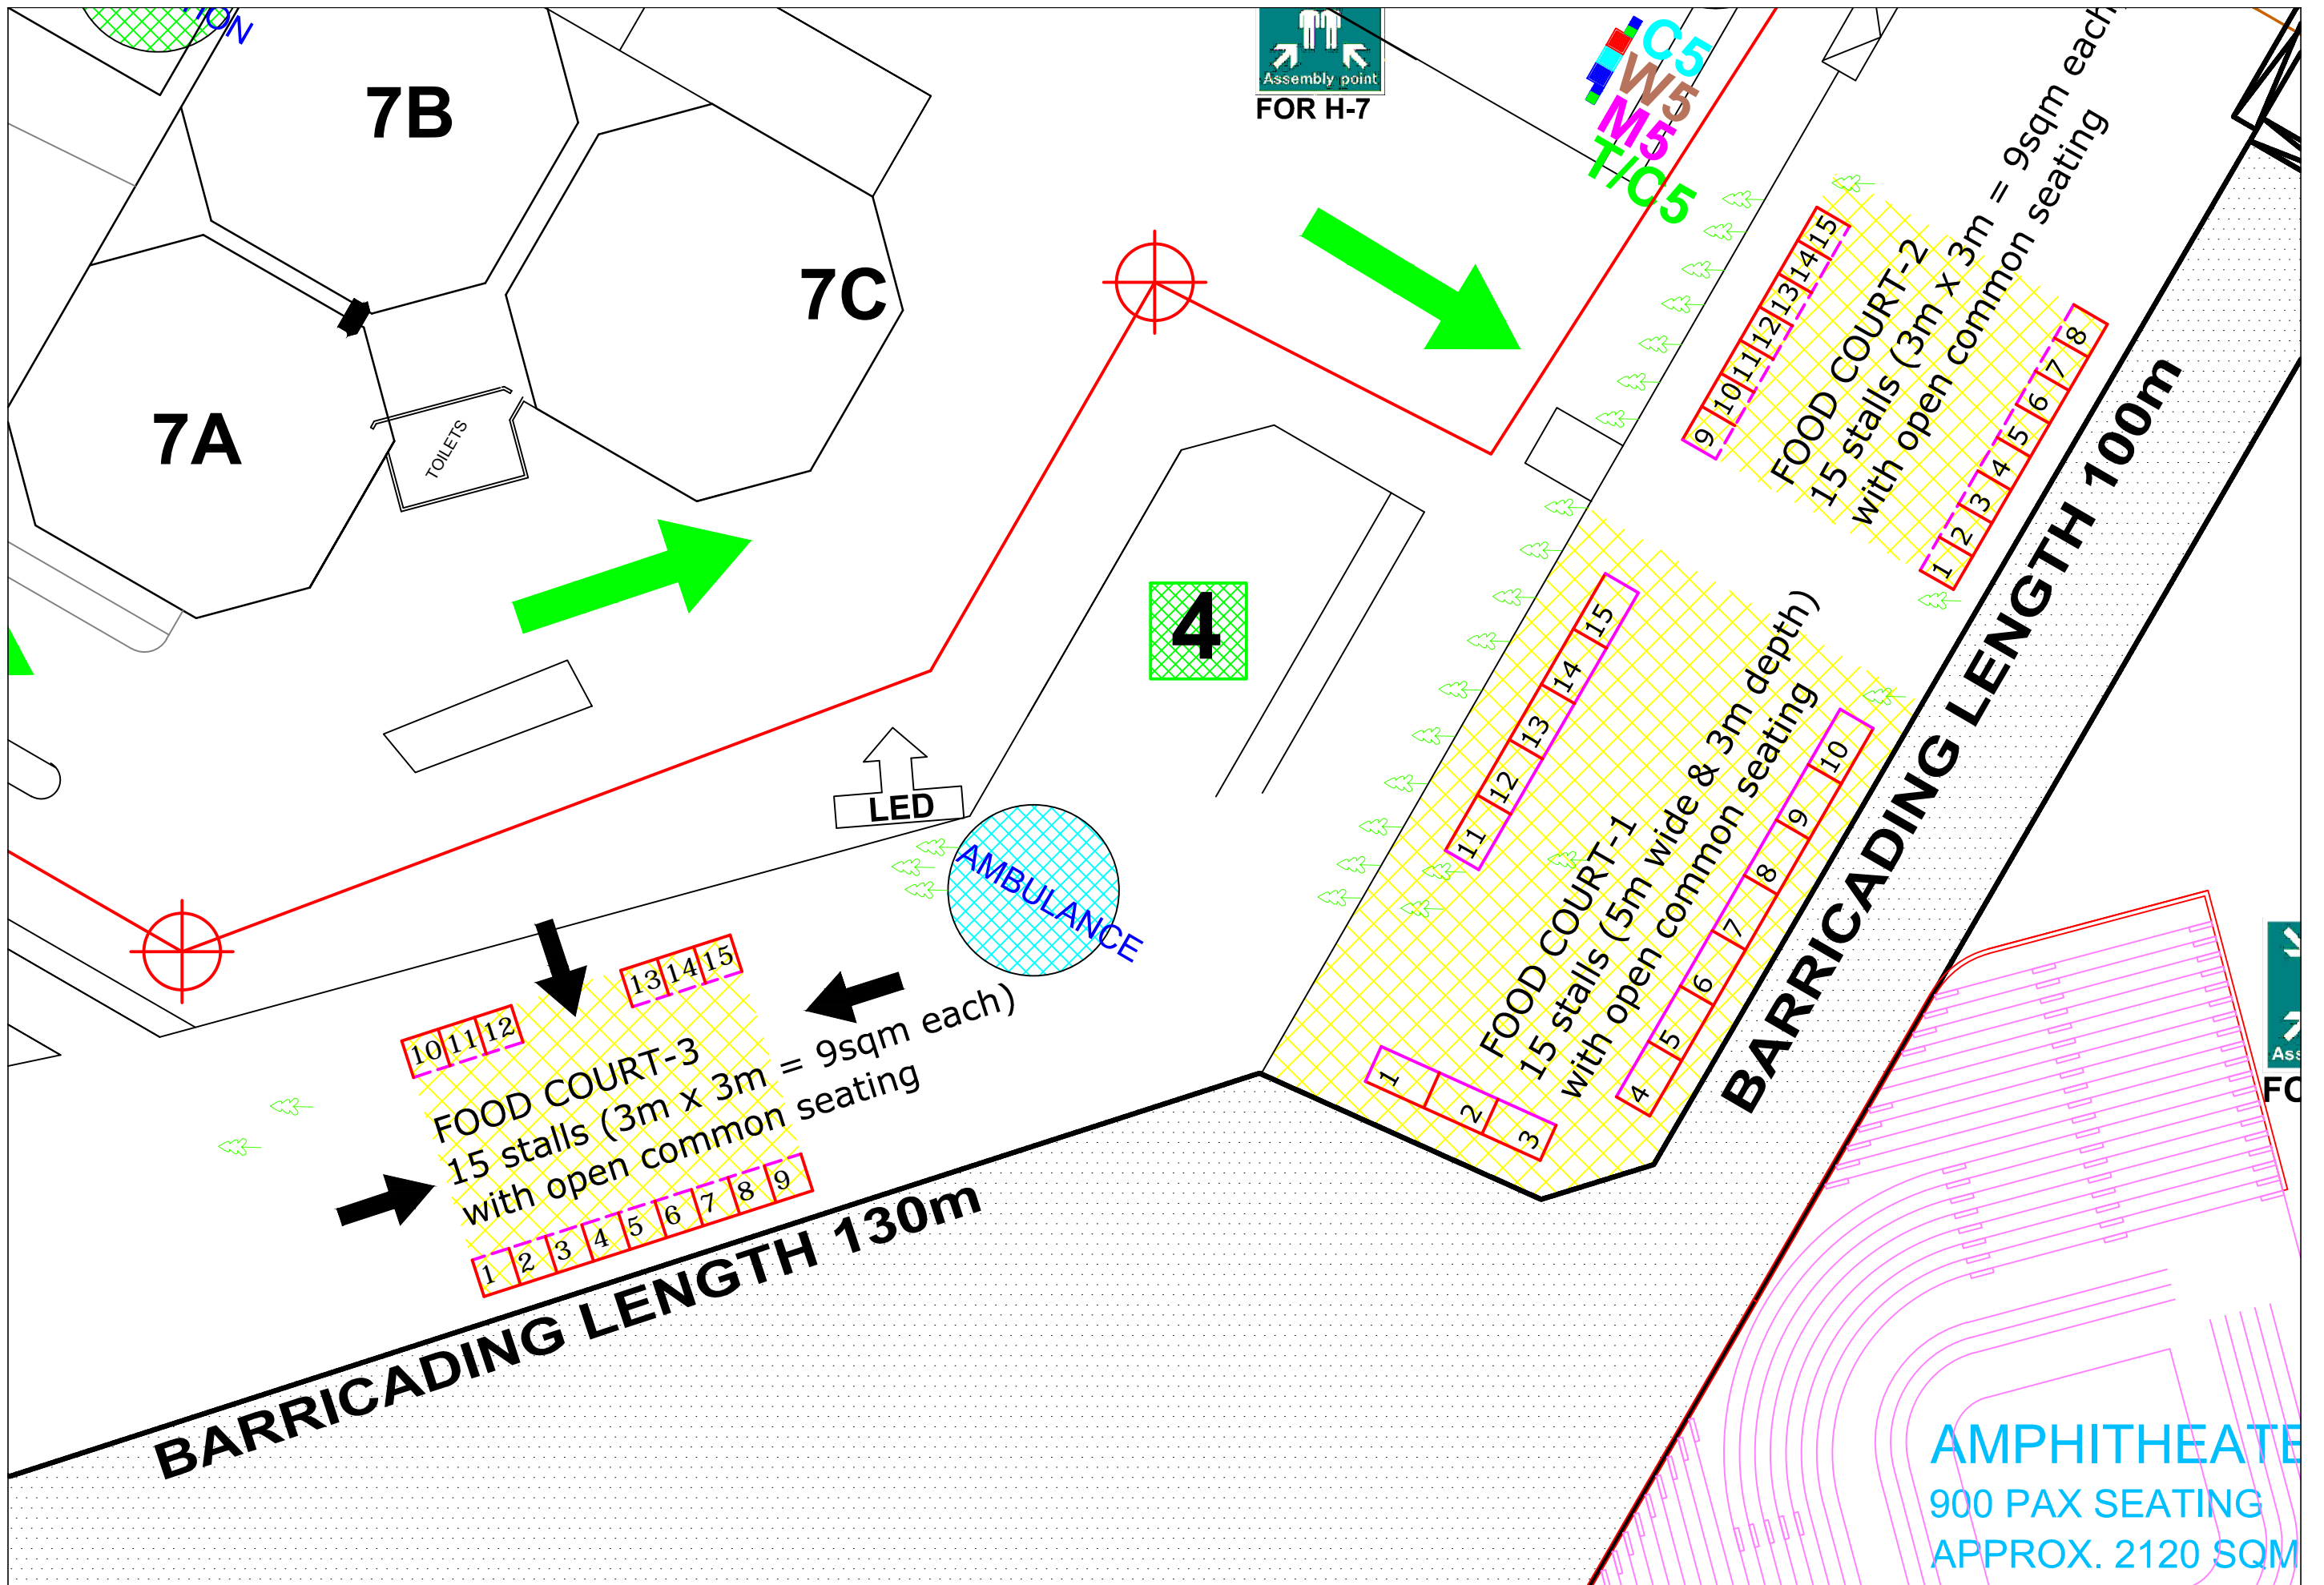 7B
7C
7A
TOILETS
Assembly point
FOR H-7
C5
W5
M5
T/C5
15
14
13
12
11
10
9
FOOD COURT-2
15 stalls (3m x 3m = 9sqm each
with open common seating
8
7
6
5
4
3
2
1
BARRICADING LENGTH 100m
4
LED
AMBULANCE
15
14
13
12
11
FOOD COURT-1
15 stalls (5m wide & 3m depth)
with open common seating
10
9
8
7
6
5
4
1
2
3
10 11 12
13 14 15
FOOD COURT-3
15 stalls (3m x 3m = 9sqm each)
with open common seating
1 2 3 4 5 6 7 8 9
BARRICADING LENGTH 130m
AMPHITHEATE
900 PAX SEATING
APPROX. 2120 SQM